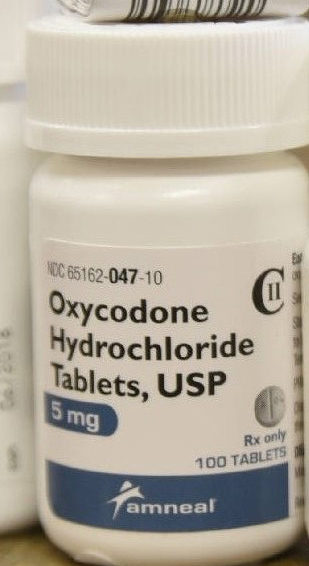 NDC 65162-047-10
CII
Oxycodone
Hydrochloride
Tablets, USP
5 mg
Rx only
100 TABLETS
amneal